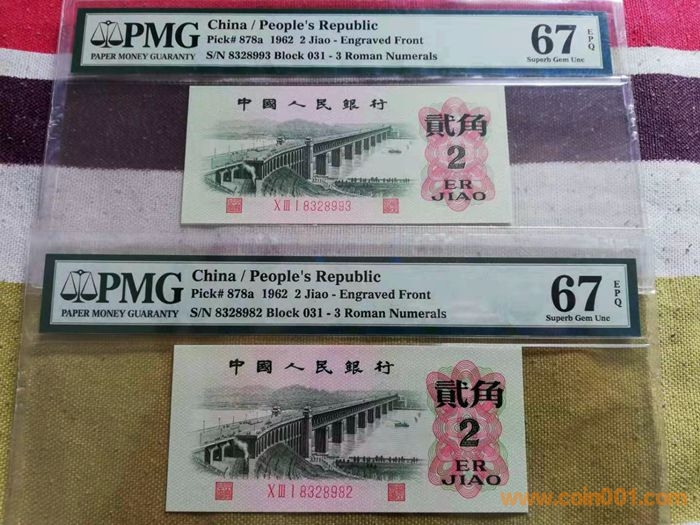 PMG
PAPER MONEY GUARANTY
China / People's Republic
Pick# 878a 1962 2 Jiao - Engraved Front
S/N 8328993 Block 031 - 3 Roman Numerals
67 EPQ
Superb Gem Unc
中國人民銀行
貳角
2
ER
JIAO
XIII I 8328993
PMG
PAPER MONEY GUARANTY
China / People's Republic
Pick# 878a 1962 2 Jiao - Engraved Front
S/N 8328982 Block 031 - 3 Roman Numerals
67 EPQ
Superb Gem Unc
中國人民銀行
貳角
2
ER
JIAO
XIII I 8328982
www.coin001.com